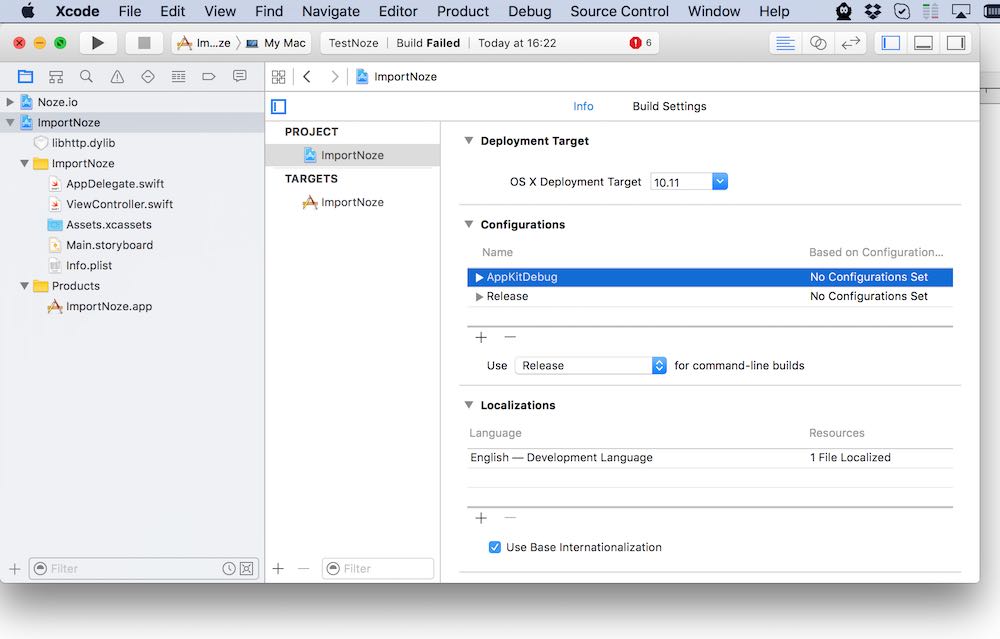 Xcode File Edit View Find Navigate Editor Product Debug Source Control Window Help
Im...ze My Mac TestNoze Build Failed Today at 16:22 6
ImportNoze
Noze.io
ImportNoze
libhttp.dylib
ImportNoze
AppDelegate.swift
ViewController.swift
Assets.xcassets
Main.storyboard
Info.plist
Products
ImportNoze.app
Filter
Info Build Settings
PROJECT
ImportNoze
TARGETS
ImportNoze
Filter
Deployment Target
OS X Deployment Target 10.11
Configurations
Name Based on Configuration...
AppKitDebug No Configurations Set
Release No Configurations Set
Use Release for command-line builds
Localizations
Language Resources
English — Development Language 1 File Localized
Use Base Internationalization